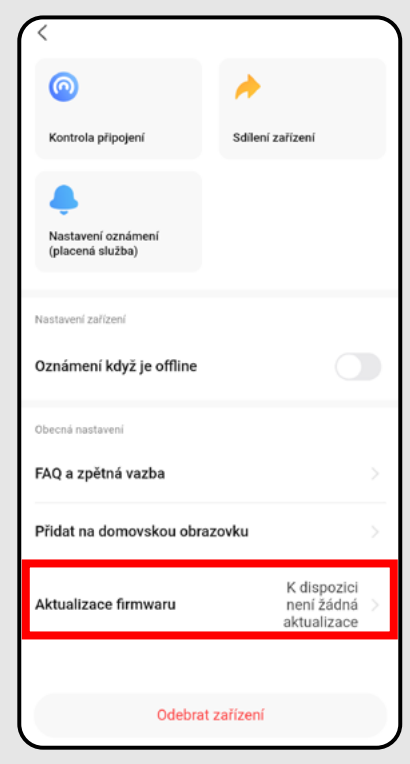 Kontrola připojení
Sdílení zařízení
Nastavení oznámení
(placená služba)
Nastavení zařízení
Oznámení když je offline
Obecná nastavení
FAQ a zpětná vazba
Přidat na domovskou obrazovku
Aktualizace firmwaru
K dispozici
není žádná
aktualizace
Odebrat zařízení